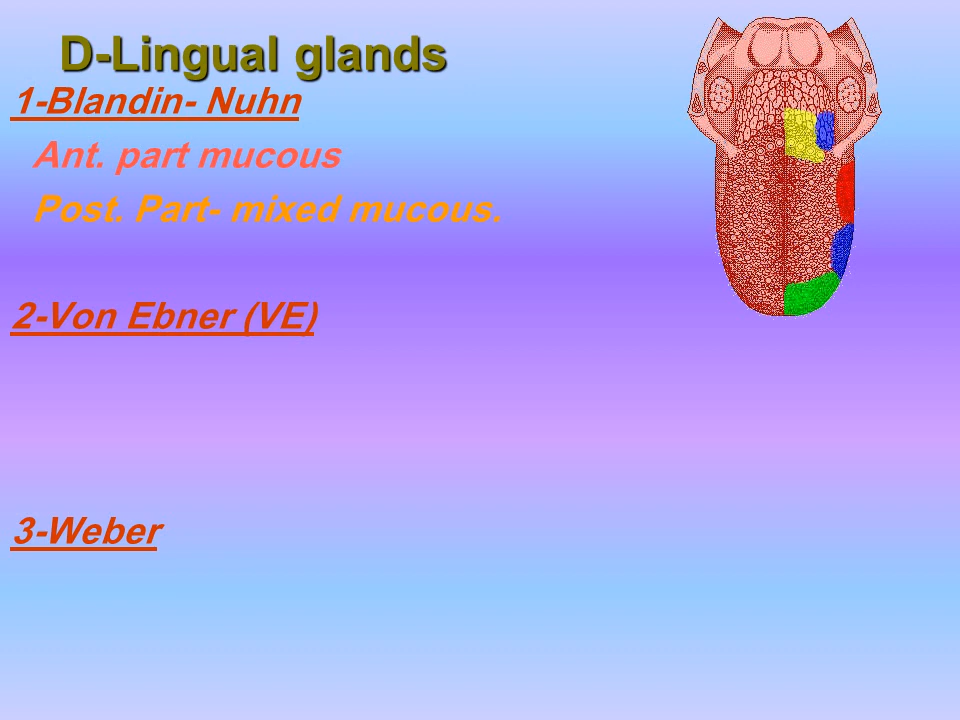 D-Lingual glands
1-Blandin- Nuhn
Ant. part mucous
Post. Part- mixed mucous.
2-Von Ebner (VE)
3-Weber